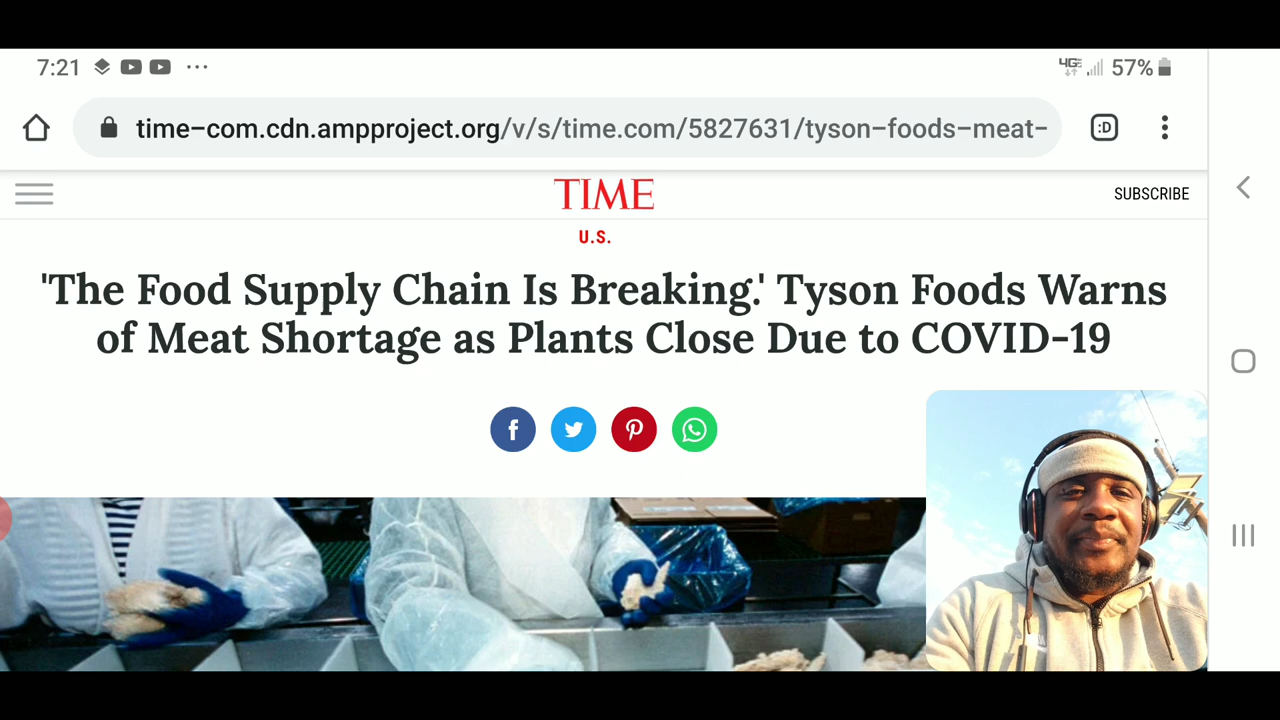 7:21 ... 4GE 57%
time-com.cdn.ampproject.org/v/s/time.com/5827631/tyson-foods-meat- :D
TIME
SUBSCRIBE
U.S.
'The Food Supply Chain Is Breaking.' Tyson Foods Warns
of Meat Shortage as Plants Close Due to COVID-19